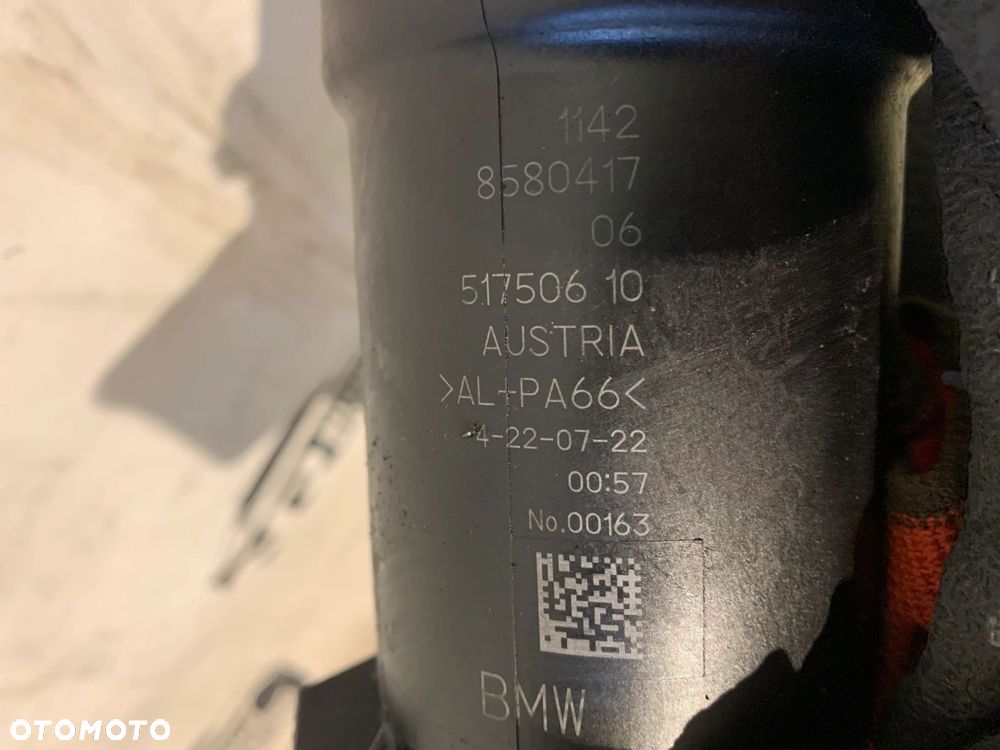 1142
8580417
06
517506 10
AUSTRIA
>AL-PA66<
4-22-07-22
00:57
No.00163
BMW
OTOMOTO